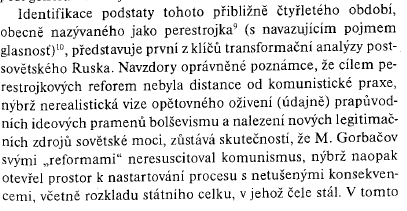 Identifikace podstaty tohoto přibližně čtyřletého období,
obecně nazývaného jako perestrojka⁹ (s navazujícím pojmem
glasnosť)¹⁰, představuje první z klíčů transformační analýzy post-
sovětského Ruska. Navzdory oprávněné poznámce, že cílem pe-
restrojkových reforem nebyla distance od komunistické praxe,
nýbrž nerealistická vize opětovného oživení (údajně) prapůvod-
ních ideových pramenů bolševismu a nalezení nových legitimač-
ních zdrojů sovětské moci, zůstává skutečností, že M. Gorbačov
svými „reformami" neresuscitoval komunismus, nýbrž naopak
otevřel prostor k nastartování procesu s netušenými konsekven-
cemi, včetně rozkladu státního celku, v jehož čele stál. V tomto